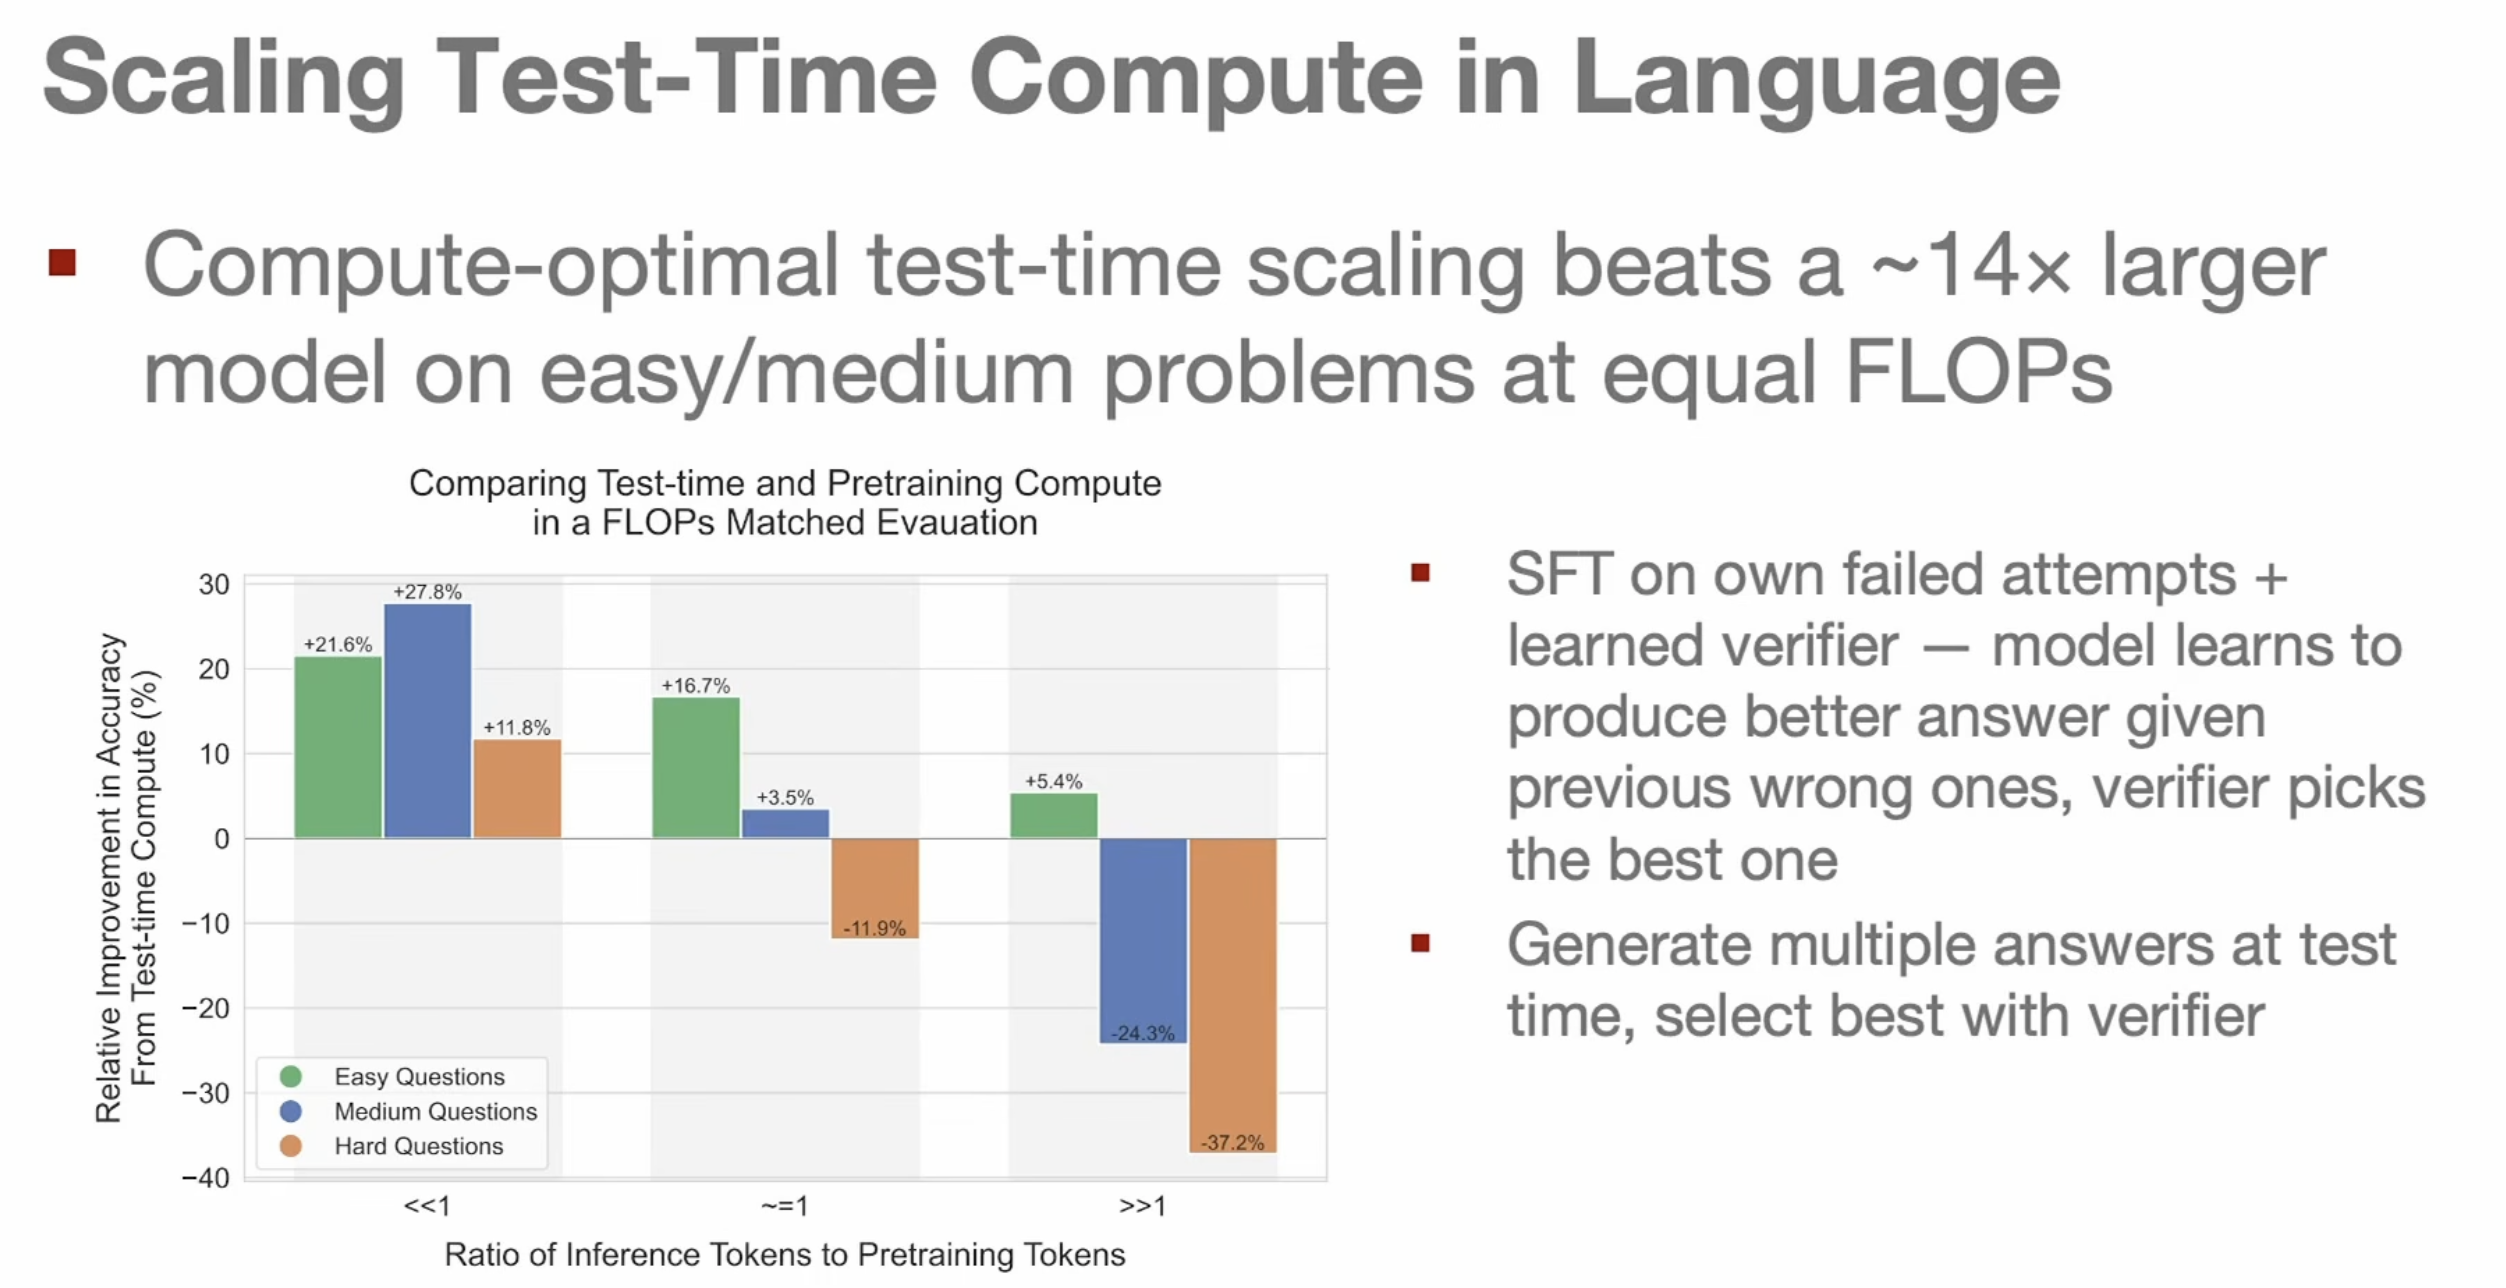 Scaling Test-Time Compute in Language
Compute-optimal test-time scaling beats a ~14× larger
model on easy/medium problems at equal FLOPs
Comparing Test-time and Pretraining Compute
in a FLOPs Matched Evauation
Relative Improvement in Accuracy
From Test-time Compute (%)
30
20
10
0
−10
−20
−30
−40
+21.6%
+27.8%
+11.8%
+16.7%
+3.5%
-11.9%
+5.4%
-24.3%
-37.2%
Easy Questions
Medium Questions
Hard Questions
<<1
~=1
>>1
Ratio of Inference Tokens to Pretraining Tokens
SFT on own failed attempts +
learned verifier — model learns to
produce better answer given
previous wrong ones, verifier picks
the best one
Generate multiple answers at test
time, select best with verifier